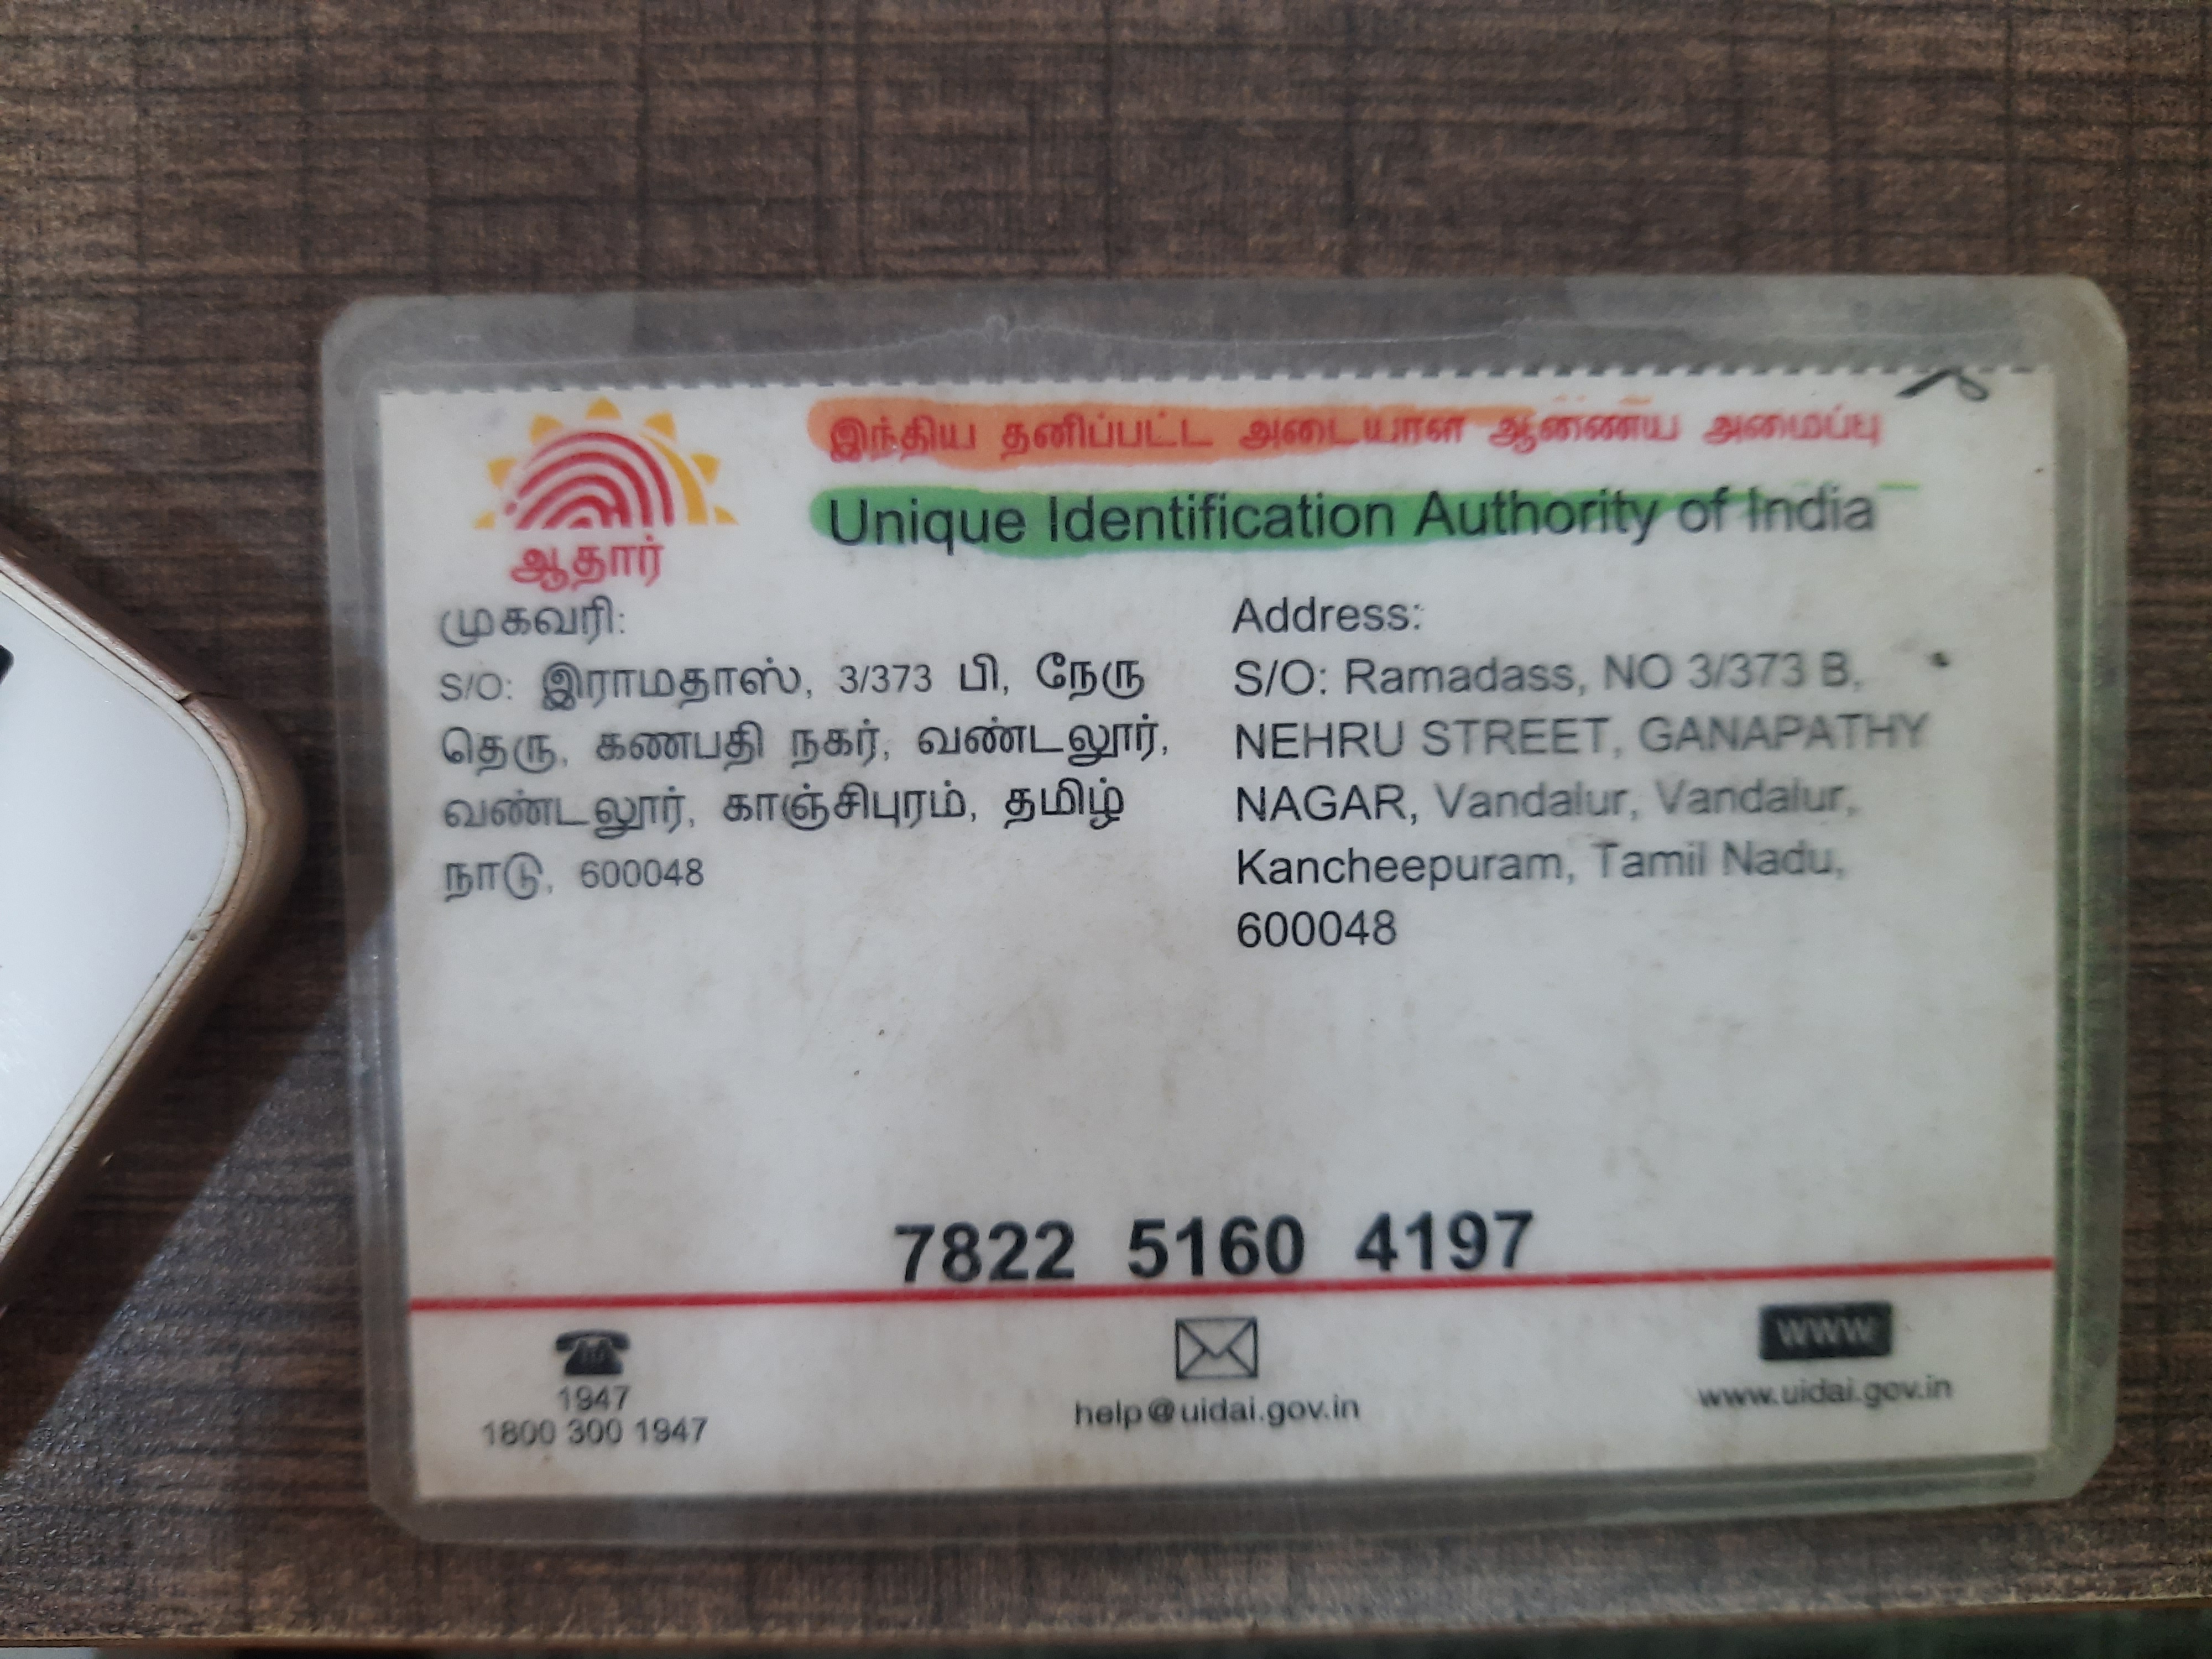 இந்திய தனிப்பட்ட அடையாள ஆணைய அமைப்பு
Unique Identification Authority of India
ஆதார்
முகவரி:
S/O: இராமதாஸ், 3/373 பி, நேரு
தெரு, கணபதி நகர், வண்டலூர்,
வண்டலூர், காஞ்சிபுரம், தமிழ்
நாடு, 600048
Address:
S/O: Ramadass, NO 3/373 B,
NEHRU STREET, GANAPATHY
NAGAR, Vandalur, Vandalur,
Kancheepuram, Tamil Nadu,
600048
7822 5160 4197
1947
1800 300 1947
help@uidai.gov.in
www
www.uidai.gov.in